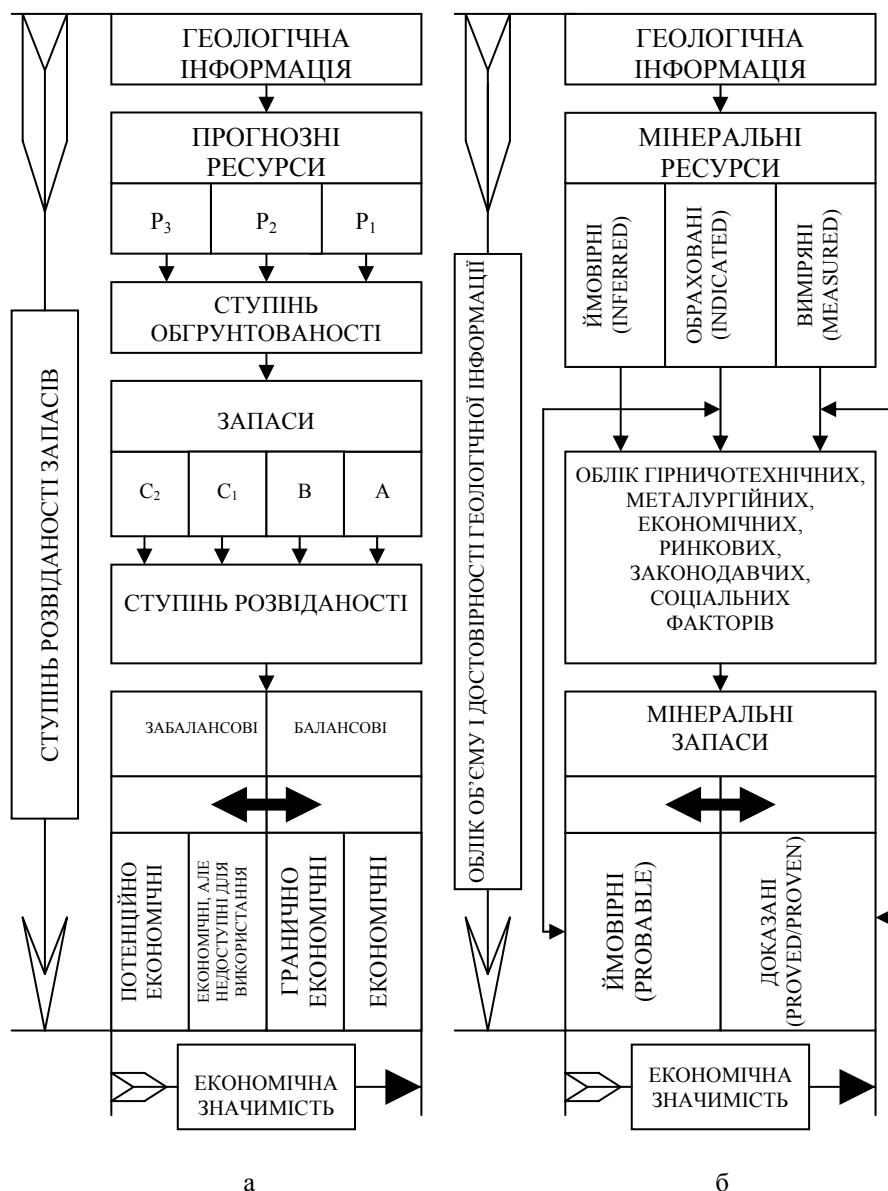 ГЕОЛОГІЧНА
ІНФОРМАЦІЯ
ПРОГНОЗНІ
РЕСУРСИ
P3
P2
P1
СТУПІНЬ
ОБГРУНТОВАНОСТІ
ЗАПАСИ
C2
C1
B
A
СТУПІНЬ РОЗВІДАНОСТІ
ЗАБАЛАНСОВІ
БАЛАНСОВІ
ПОТЕНЦІЙНО
ЕКОНОМІЧНІ
ЕКОНОМІЧНІ, АЛЕ
НЕДОСТУПНІ ДЛЯ
ВИКОРИСТАННЯ
ГРАНИЧНО
ЕКОНОМІЧНІ
ЕКОНОМІЧНІ
СТУПІНЬ РОЗВІДАНОСТІ ЗАПАСІВ
ЕКОНОМІЧНА
ЗНАЧИМІСТЬ
а
ГЕОЛОГІЧНА
ІНФОРМАЦІЯ
МІНЕРАЛЬНІ
РЕСУРСИ
ЙМОВІРНІ
(INFERRED)
ОБРАХОВАНІ
(INDICATED)
ВИМІРЯНІ
(MEASURED)
ОБЛІК ГІРНИЧОТЕХНІЧНИХ,
МЕТАЛУРГІЙНИХ,
ЕКОНОМІЧНИХ,
РИНКОВИХ,
ЗАКОНОДАВЧИХ,
СОЦІАЛЬНИХ
ФАКТОРІВ
МІНЕРАЛЬНІ
ЗАПАСИ
ЙМОВІРНІ
(PROBABLE)
ДОКАЗАНІ
(PROVED/PROVEN)
ОБЛІК ОБ’ЄМУ І ДОСТОВІРНОСТІ ГЕОЛОГІЧНОЇ ІНФОРМАЦІЇ
ЕКОНОМІЧНА
ЗНАЧИМІСТЬ
б